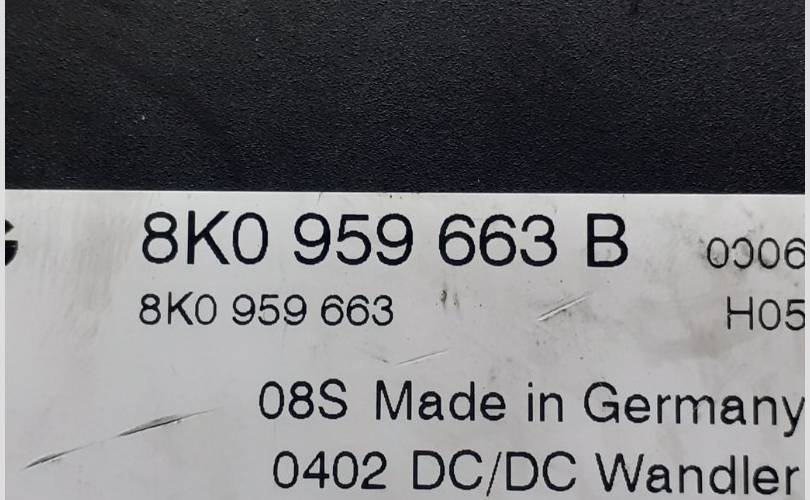 8K0 959 663 B 0006
8K0 959 663 H05
08S Made in Germany
0402 DC/DC Wandler